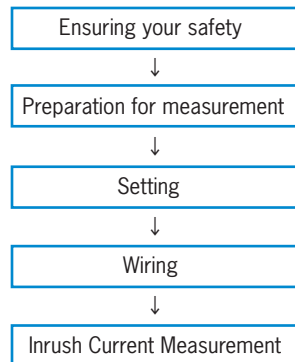 Ensuring your safety
↓
Preparation for measurement
↓
Setting
↓
Wiring
↓
Inrush Current Measurement